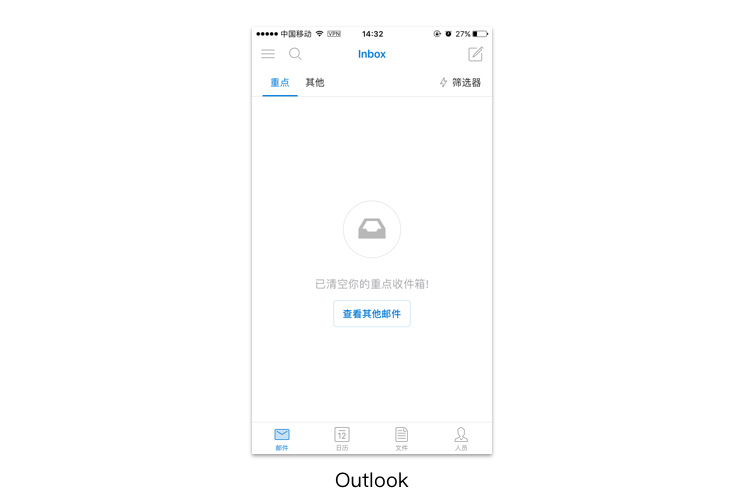 中国移动 VPN 14:32 27%
Inbox
重点 其他 筛选器
已清空你的重点收件箱!
查看其他邮件
12
邮件 日历 文件 人员
Outlook